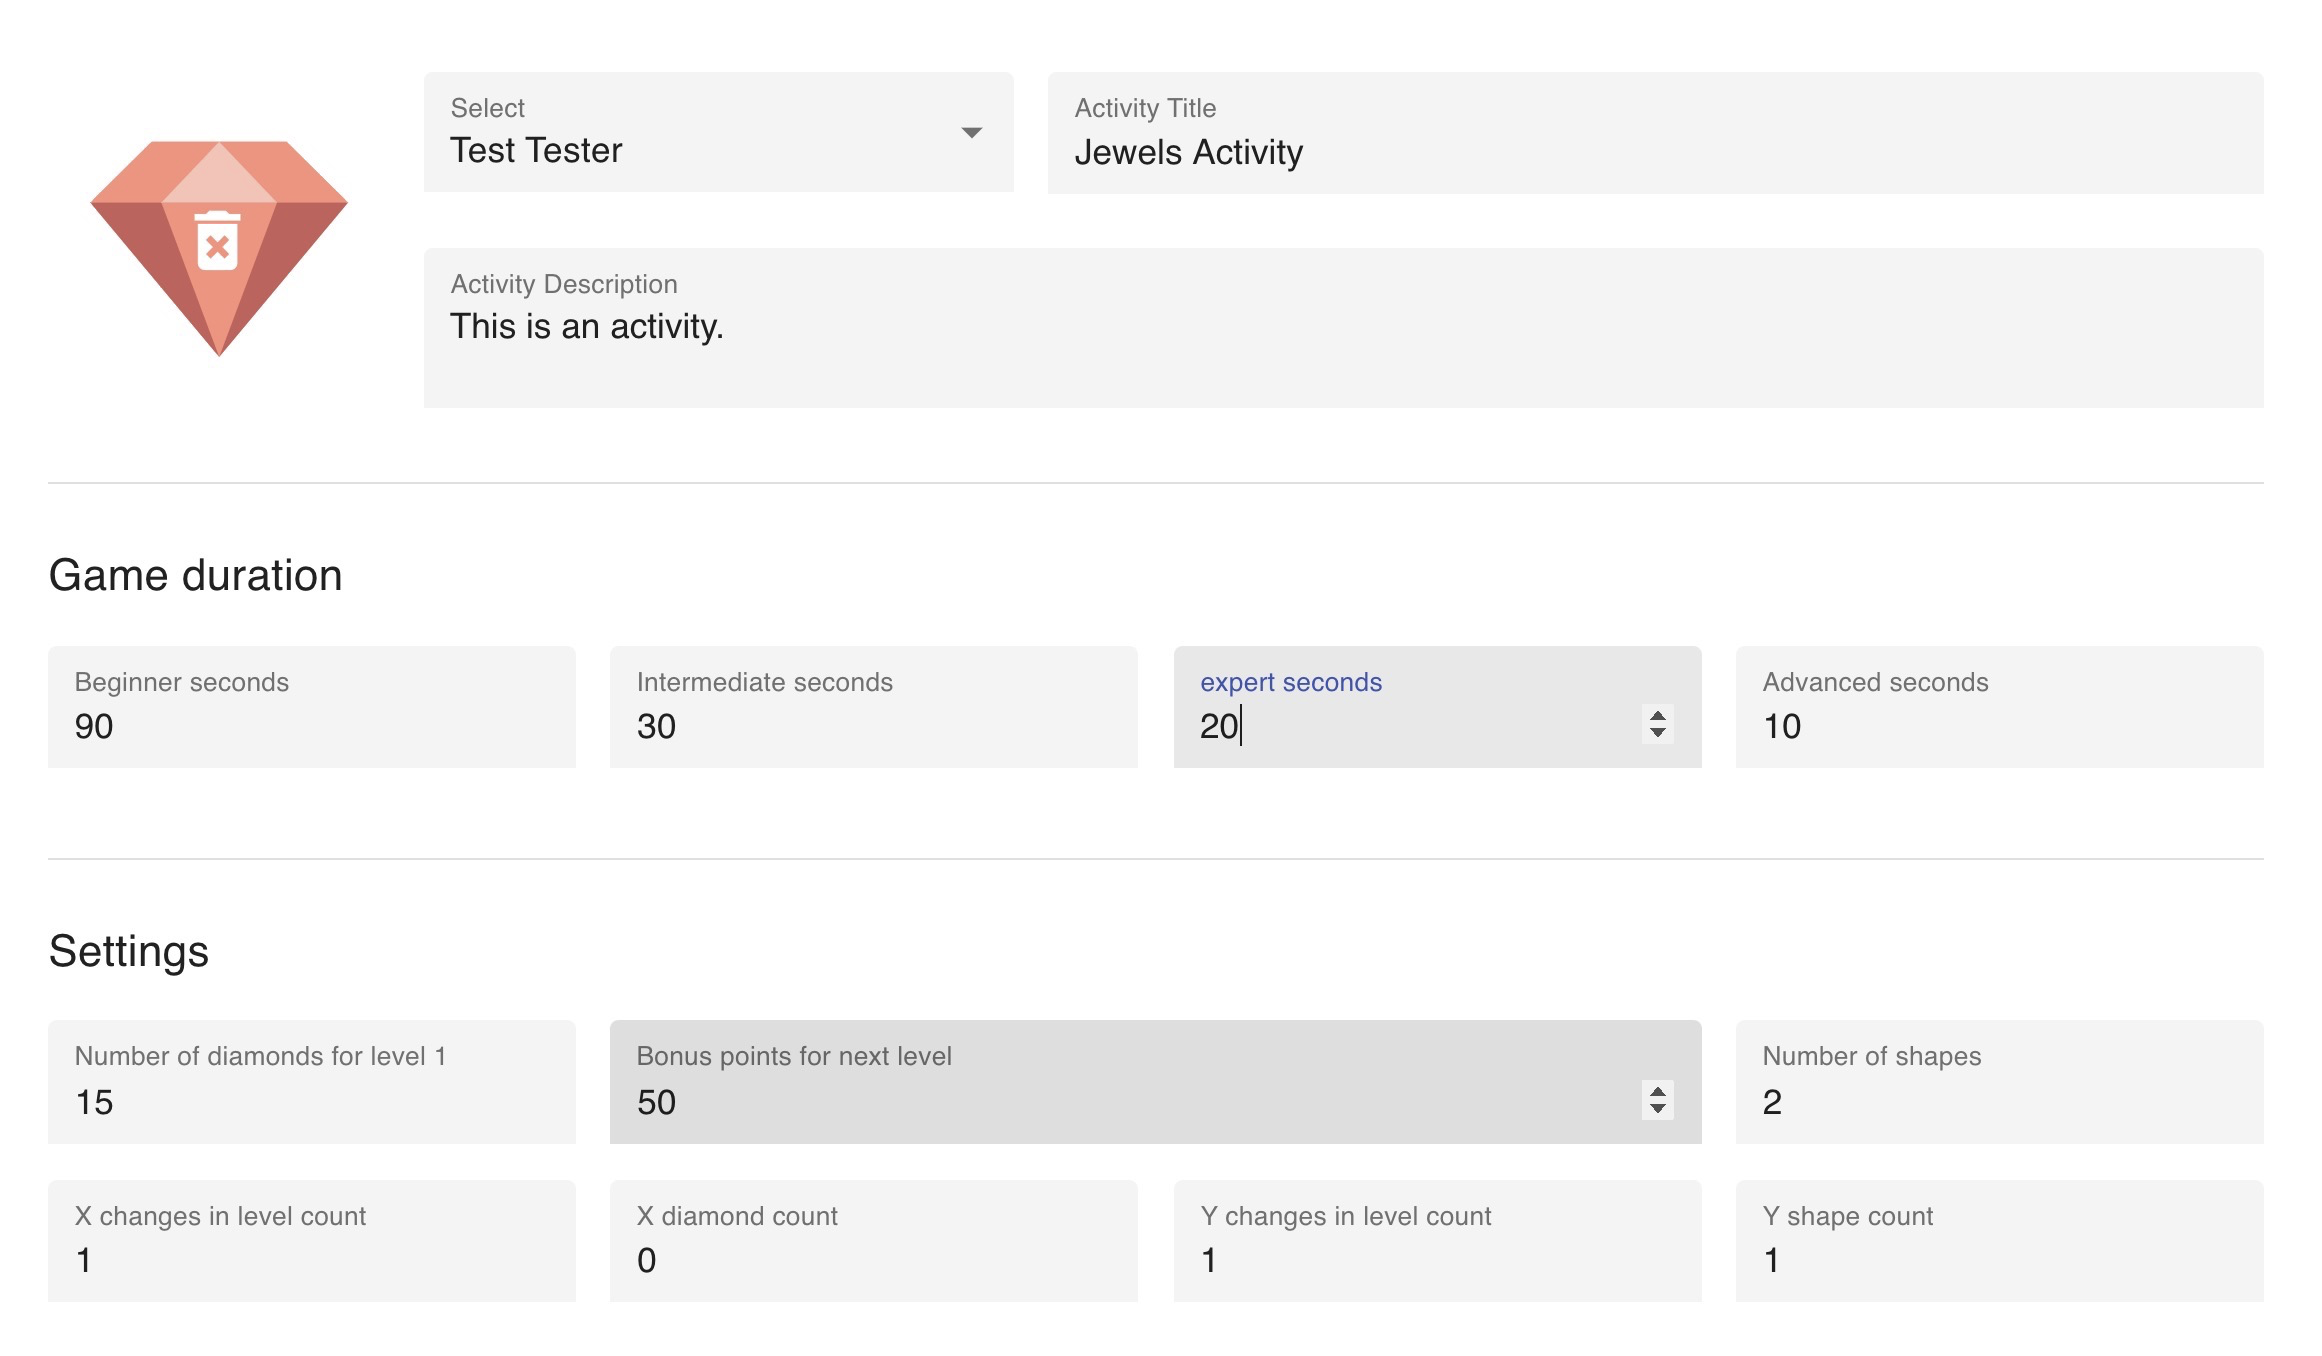 Select
Test Tester
Activity Title
Jewels Activity
Activity Description
This is an activity.
Game duration
Beginner seconds
90
Intermediate seconds
30
expert seconds
20
Advanced seconds
10
Settings
Number of diamonds for level 1
15
Bonus points for next level
50
Number of shapes
2
X changes in level count
1
X diamond count
0
Y changes in level count
1
Y shape count
1